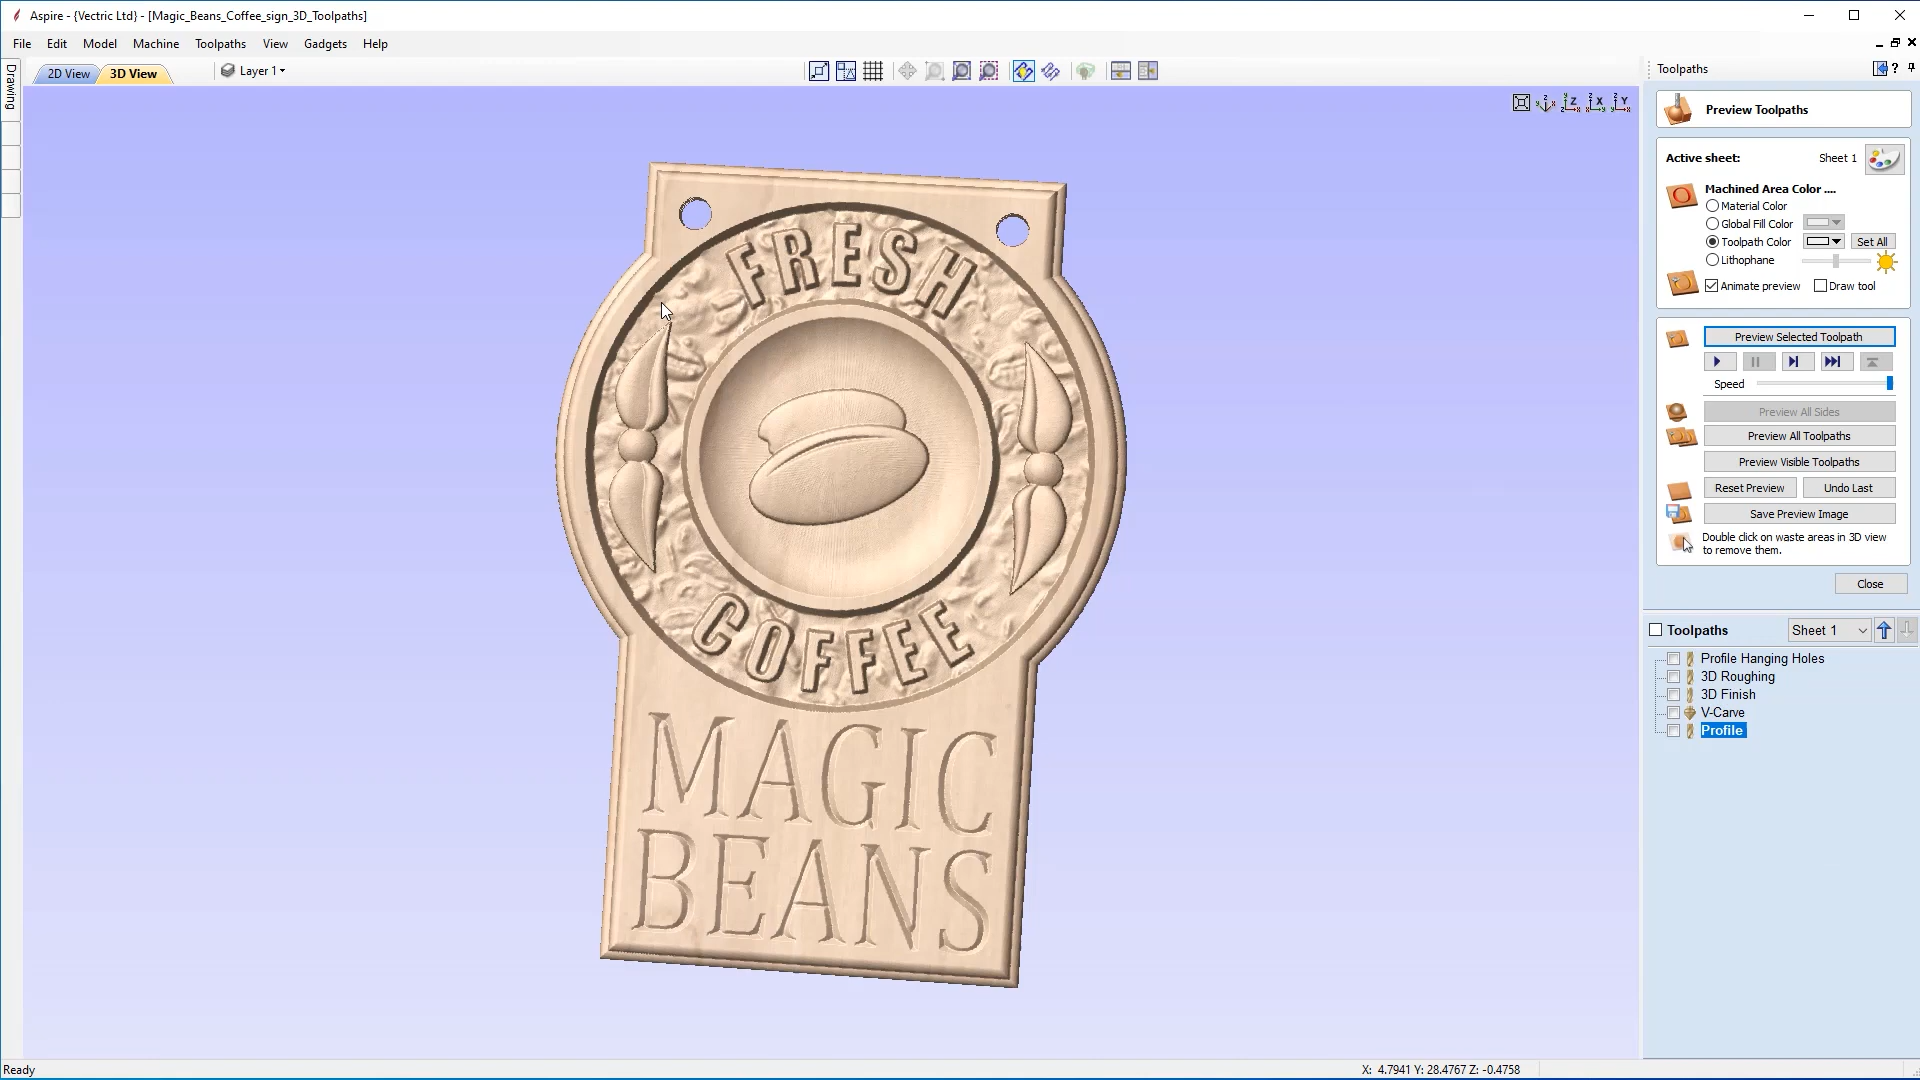 Aspire - {Vectric Ltd} - [Magic_Beans_Coffee_sign_3D_Toolpaths]
File Edit Model Machine Toolpaths View Gadgets Help
Drawing
2D View
3D View
Layer 1
Z X Y
FRESH
COFFEE
MAGIC
BEANS
Toolpaths
Preview Toolpaths
Active sheet: Sheet 1
Machined Area Color ....
Material Color
Global Fill Color
Toolpath Color Set All
Lithophane
Animate preview Draw tool
Preview Selected Toolpath
Speed
Preview All Sides
Preview All Toolpaths
Preview Visible Toolpaths
Reset Preview Undo Last
Save Preview Image
Double click on waste areas in 3D view
to remove them.
Close
Toolpaths Sheet 1
Profile Hanging Holes
3D Roughing
3D Finish
V-Carve
Profile
Ready
X: 4.7941 Y: 28.4767 Z: -0.4758